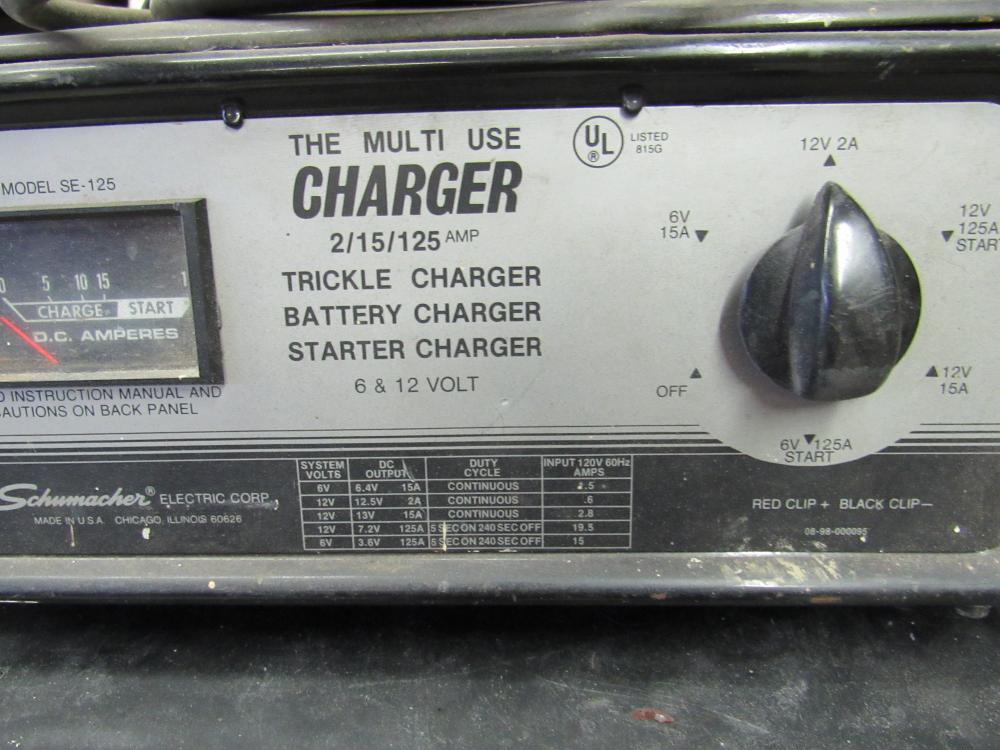 THE MULTI USE
CHARGER
2/15/125 AMP
TRICKLE CHARGER
BATTERY CHARGER
STARTER CHARGER
6 & 12 VOLT
UL ®
LISTED
815G
MODEL SE-125
0 5 10 15 1
CHARGE START
D.C. AMPERES
INSTRUCTION MANUAL AND
ON BACK PANEL
12V 2A
6V
15A
12V
125A
12V
15A
OFF
6V 125A
START
Schumacher® ELECTRIC CORP.
MADE IN U.S.A. CHICAGO, ILLINOIS 60626
SYSTEM VOLTS DC OUTPUT DUTY CYCLE INPUT 120V 60Hz AMPS
6V 6.4V 15A CONTINUOUS
12V 12.5V 2A CONTINUOUS .6
12V 13V 15A CONTINUOUS 2.8
12V 7.2V 125A 5 SEC ON 240 SEC OFF 19.5
6V 3.6V 125A 5 SEC ON 240 SEC OFF 15
RED CLIP + BLACK CLIP –
08-98-000095